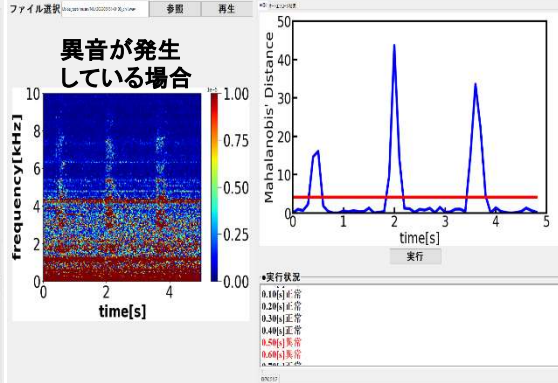 ファイル選択
参照
再生
異音が発生
している場合
frequency[kHz]
10
8
6
4
2
0
0
2
4
time[s]
1.00
0.75
0.50
0.25
0.00
Mahalanobis' Distance
50
40
30
20
10
0
0
1
2
3
4
5
time[s]
実行
●実行状況
0.10[s]正常
0.20[s]正常
0.30[s]正常
0.40[s]正常
0.50[s]異常
0.60[s]異常